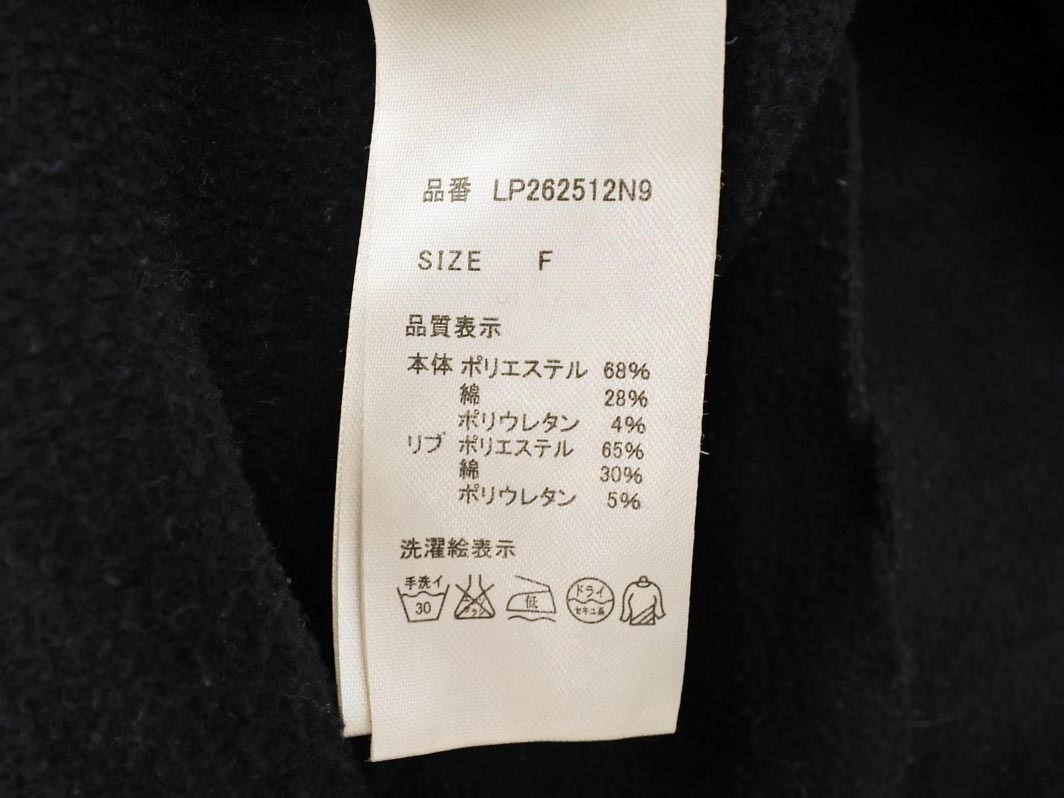 品番 LP262512N9
SIZE F
品質表示
本体 ポリエステル 68%
綿 28%
ポリウレタン 4%
リブ ポリエステル 65%
綿 30%
ポリウレタン 5%
洗濯絵表示
手洗イ 30 低 ドライ セキユ系